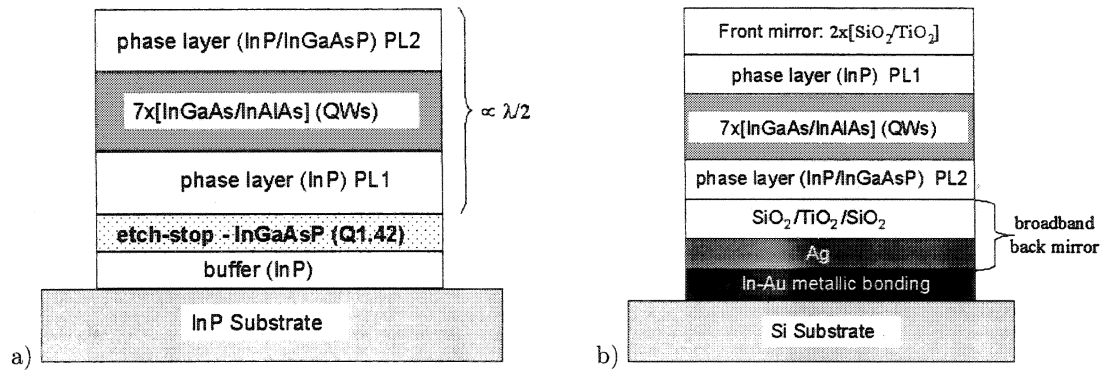 phase layer (InP/InGaAsP) PL2
7x[InGaAs/InAlAs] (QWs)
∝ λ/2
phase layer (InP) PL1
etch-stop - InGaAsP (Q1.42)
buffer (InP)
InP Substrate
a)
Front mirror: 2x[SiO₂/TiO₂]
phase layer (InP) PL1
7x[InGaAs/InAlAs] (QWs)
phase layer (InP/InGaAsP) PL2
SiO₂/TiO₂/SiO₂
broadband
back mirror
Ag
In-Au metallic bonding
Si Substrate
b)